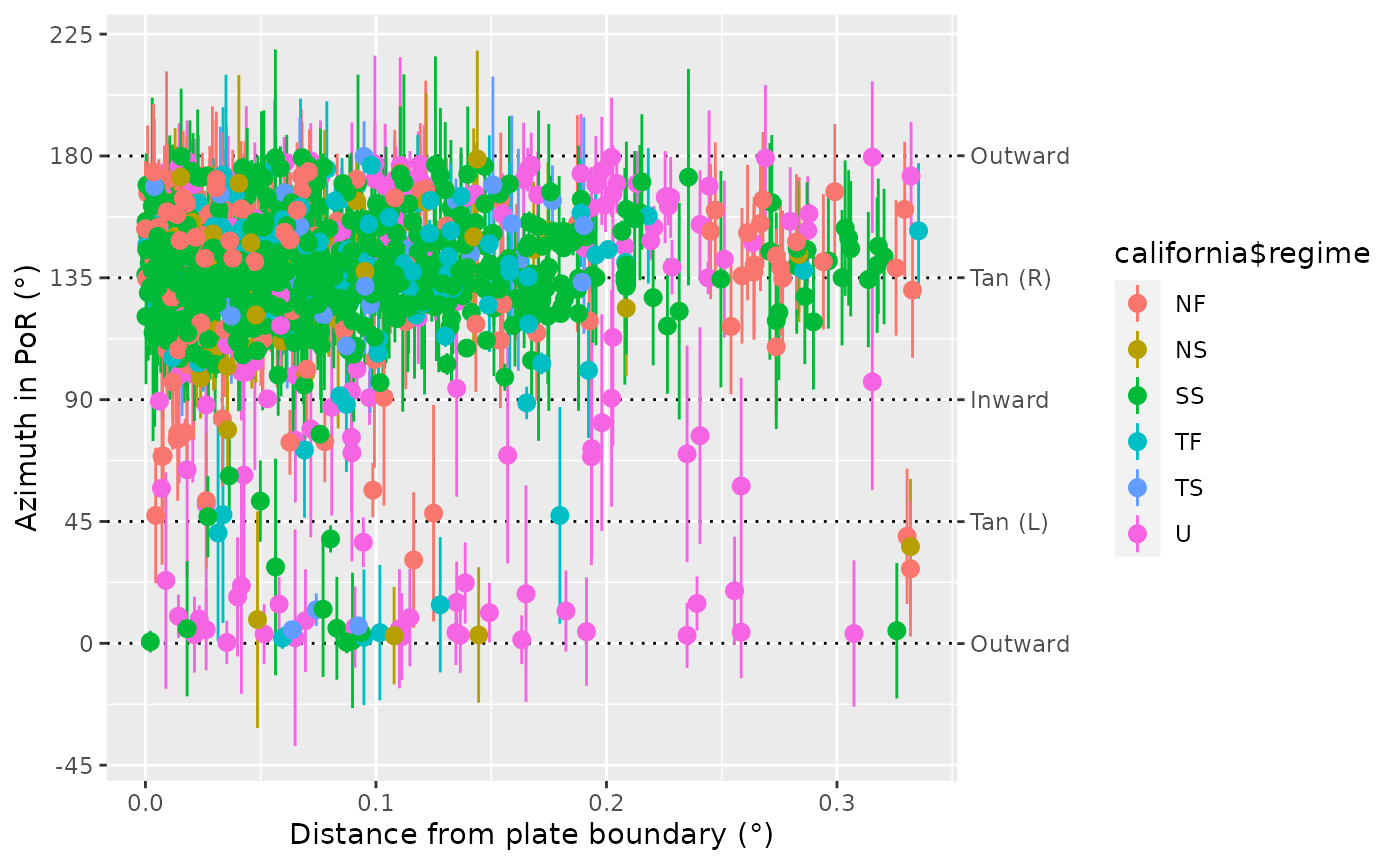 225
180
135
90
45
0
-45
Azimuth in PoR (°)
Outward
Tan (R)
Inward
Tan (L)
Outward
0.0
0.1
0.2
0.3
Distance from plate boundary (°)
california$regime
NF
NS
SS
TF
TS
U